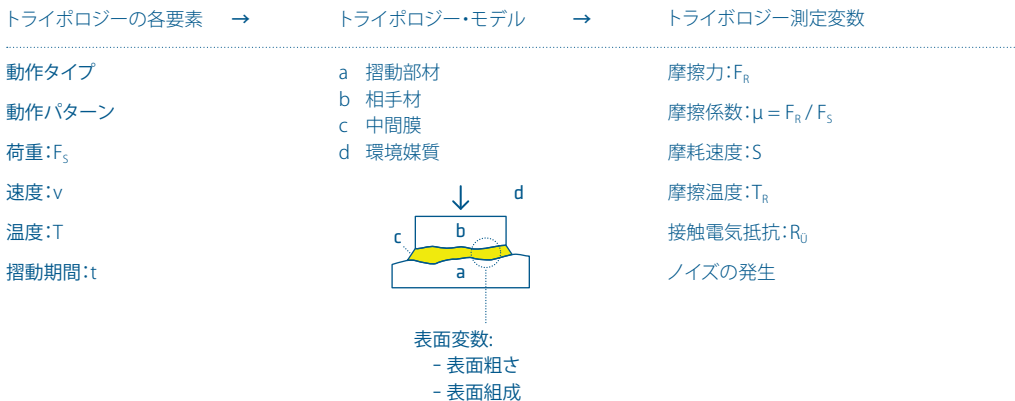 トライポロジーの各要素 →
動作タイプ
動作パターン
荷重:Fs
速度:v
温度:T
摺動期間:t
トライポロジー・モデル →
a 摺動部材
b 相手材
c 中間膜
d 環境媒質
d
b
c
a
表面変数:
- 表面粗さ
- 表面組成
トライボロジー測定変数
摩擦力:FR
摩擦係数:μ = FR / Fs
摩耗速度:S
摩擦温度:TR
接触電気抵抗:RÜ
ノイズの発生